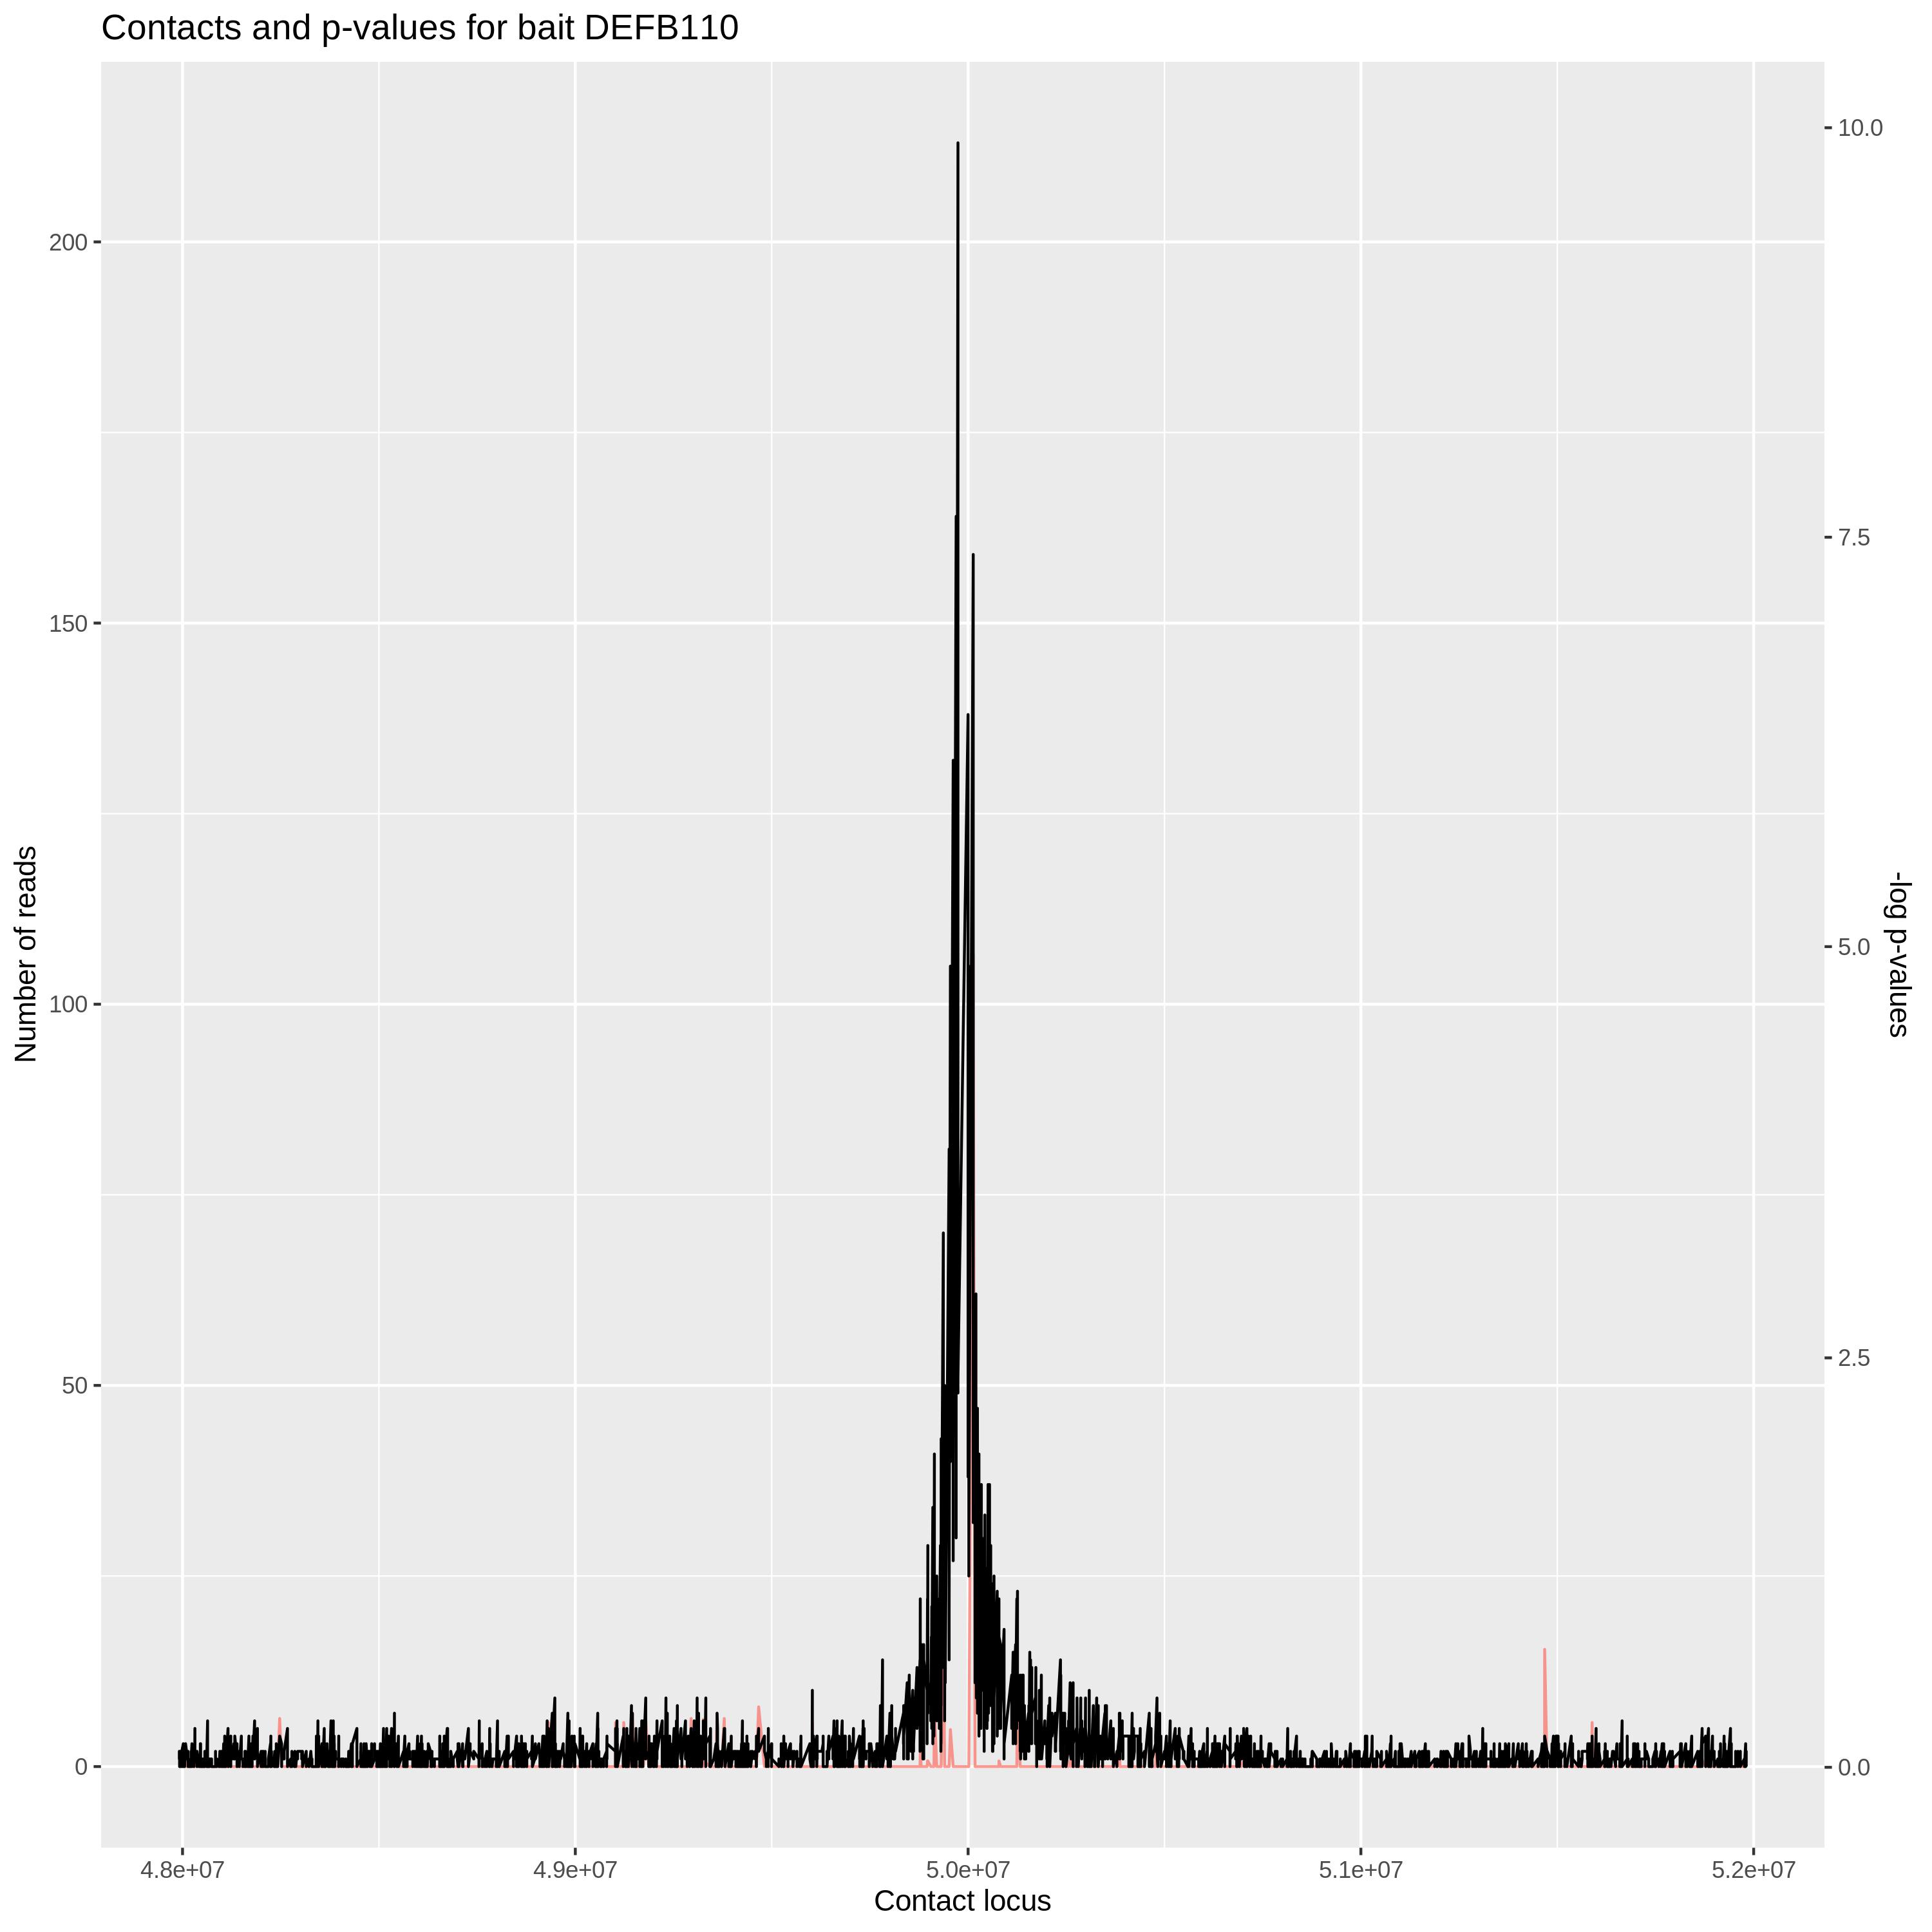 Contacts and p-values for bait DEFB110
Number of reads
200
150
100
50
0
10.0
7.5
5.0
2.5
0.0
-log p-values
4.8e+07
4.9e+07
5.0e+07
5.1e+07
5.2e+07
Contact locus